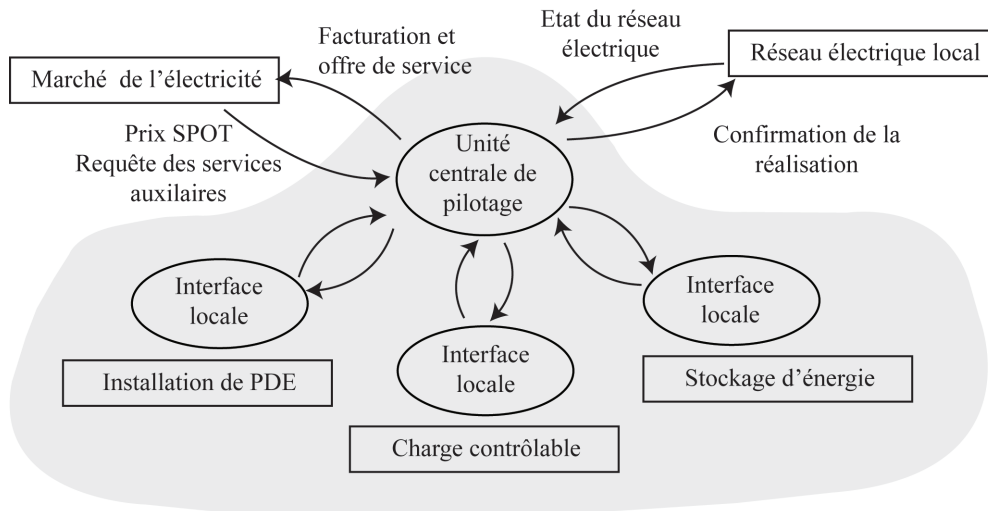 Facturation et
offre de service
Etat du réseau
électrique
Marché de l’électricité
Réseau électrique local
Prix SPOT
Requête des services
auxilaires
Unité
centrale de
pilotage
Confirmation de la
réalisation
Interface
locale
Interface
locale
Interface
locale
Installation de PDE
Stockage d’énergie
Charge contrôlable